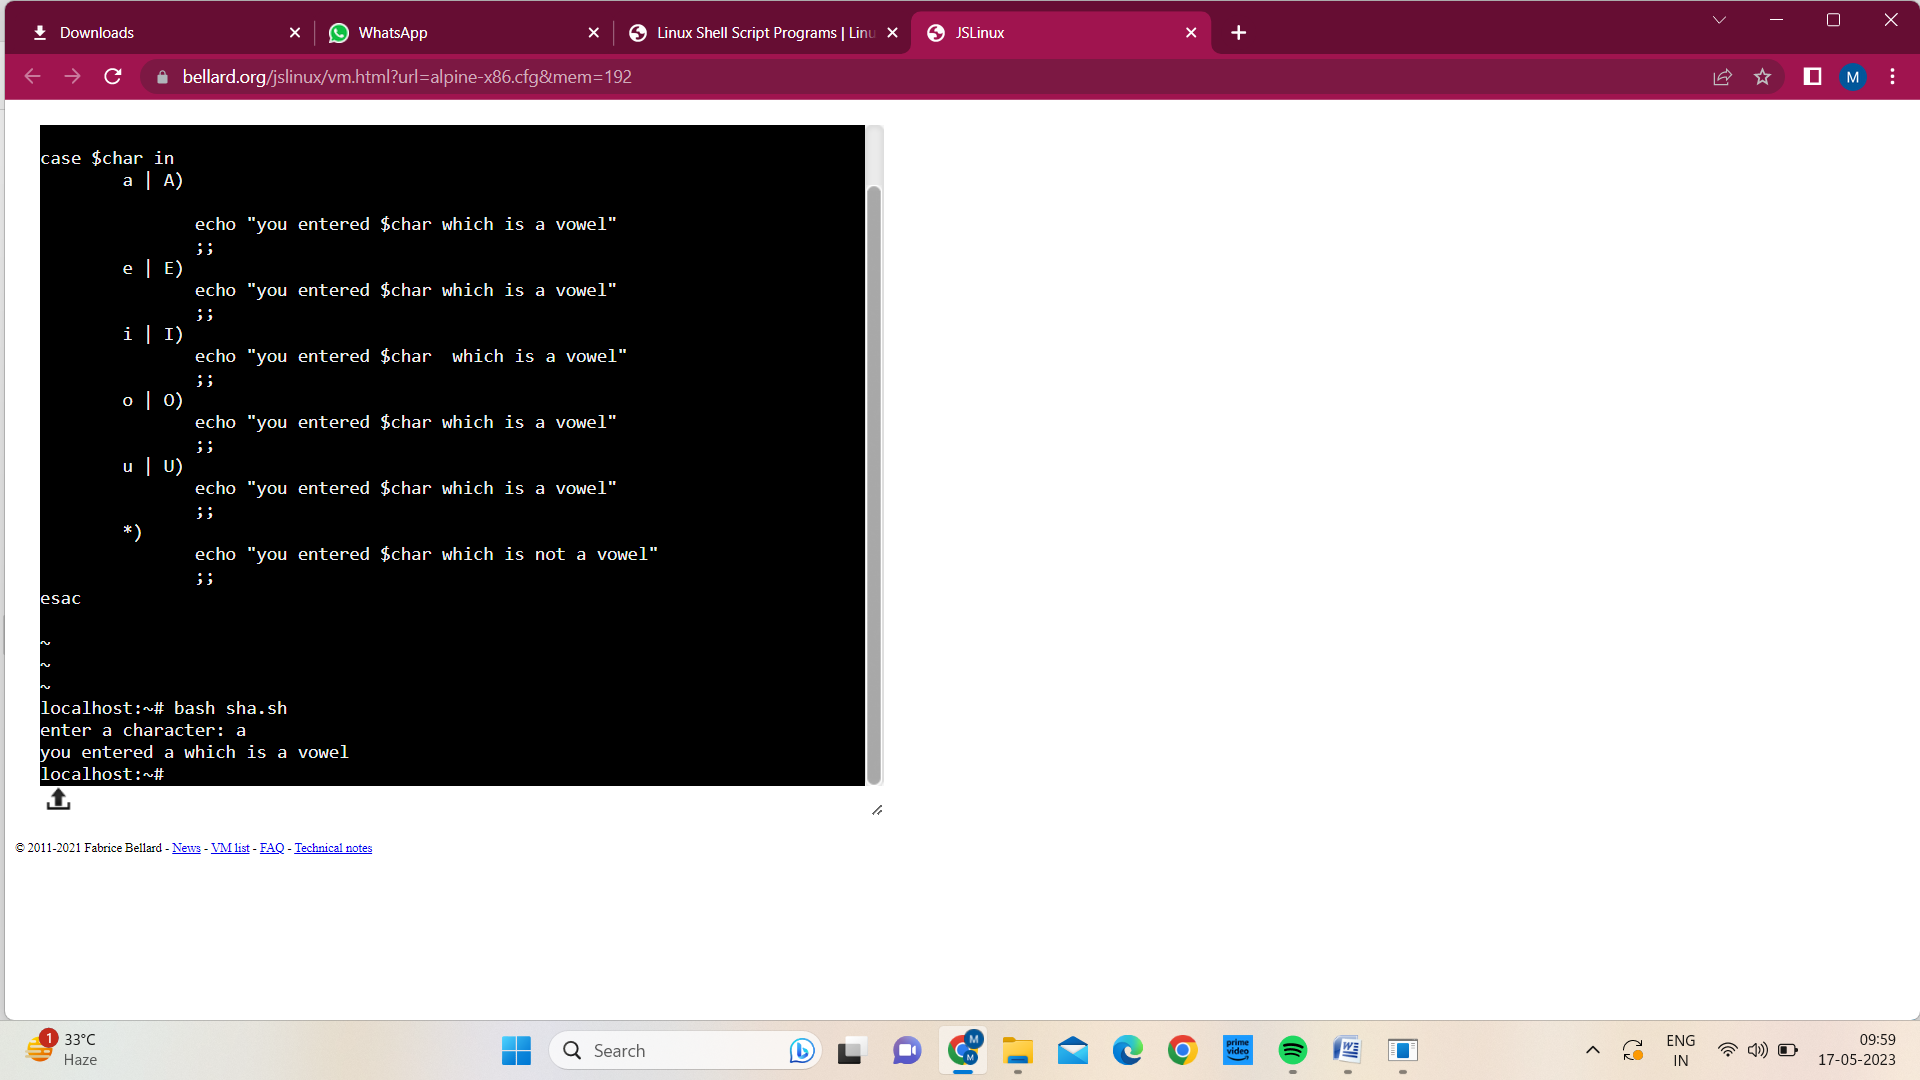 Downloads
WhatsApp
Linux Shell Script Programs | Linu
JSLinux
bellard.org/jslinux/vm.html?url=alpine-x86.cfg&mem=192
M
case $char in
a | A)
echo "you entered $char which is a vowel"
;;
e | E)
echo "you entered $char which is a vowel"
;;
i | I)
echo "you entered $char  which is a vowel"
;;
o | O)
echo "you entered $char which is a vowel"
;;
u | U)
echo "you entered $char which is a vowel"
;;
*)
echo "you entered $char which is not a vowel"
;;
esac
~
~
~
localhost:~# bash sha.sh
enter a character: a
you entered a which is a vowel
localhost:~#
© 2011-2021 Fabrice Bellard - News - VM list - FAQ - Technical notes
1
33°C
Haze
Search
M
M
prime video
W
ENG
IN
09:59
17-05-2023